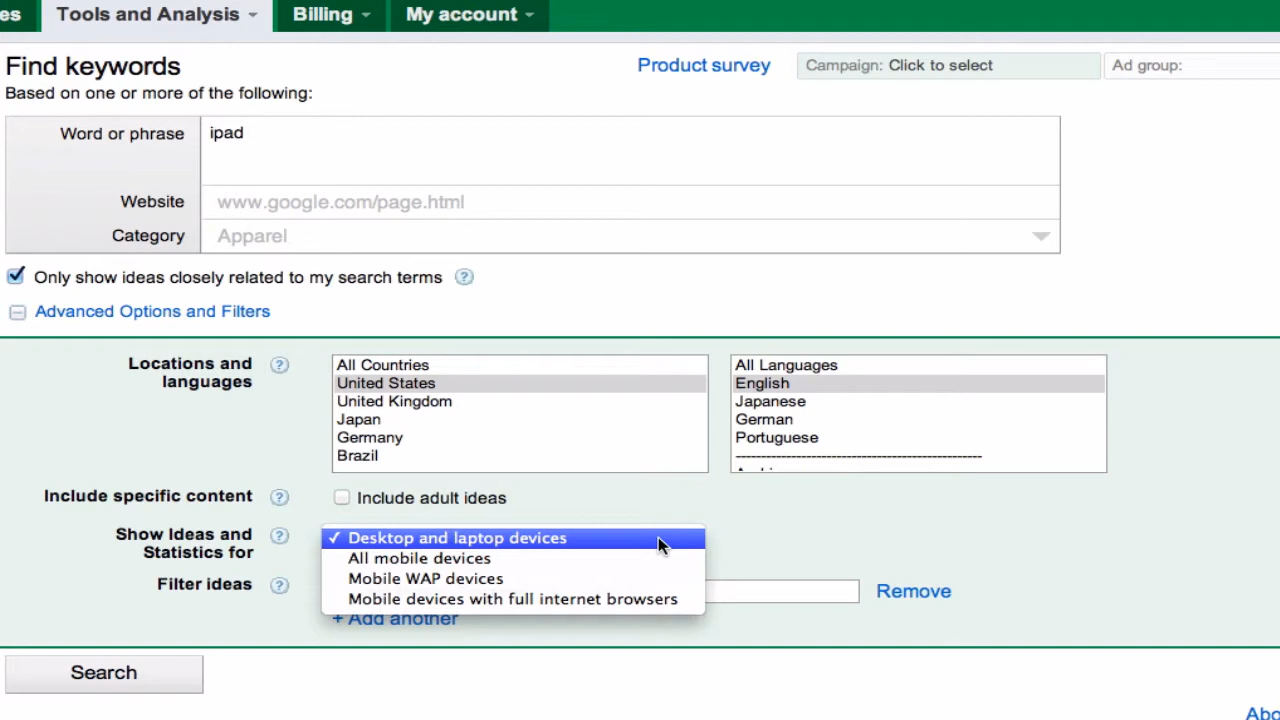 es
Tools and Analysis
Billing
My account
Find keywords
Product survey
Campaign: Click to select
Ad group:
Based on one or more of the following:
Word or phrase
ipad
Website
www.google.com/page.html
Category
Apparel
Only show ideas closely related to my search terms
?
Advanced Options and Filters
Locations and
languages
?
All Countries
United States
United Kingdom
Japan
Germany
Brazil
All Languages
English
Japanese
German
Portuguese
--------------------------------------------------
Include specific content
?
Include adult ideas
Show Ideas and
Statistics for
?
✓ Desktop and laptop devices
All mobile devices
Mobile WAP devices
Mobile devices with full internet browsers
Filter ideas
?
Remove
+ Add another
Search
Abo